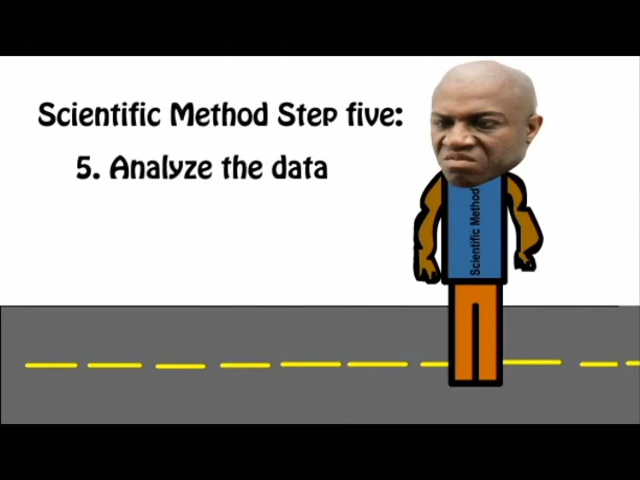 Scientific Method Step five:
5. Analyze the data
Scientific Method